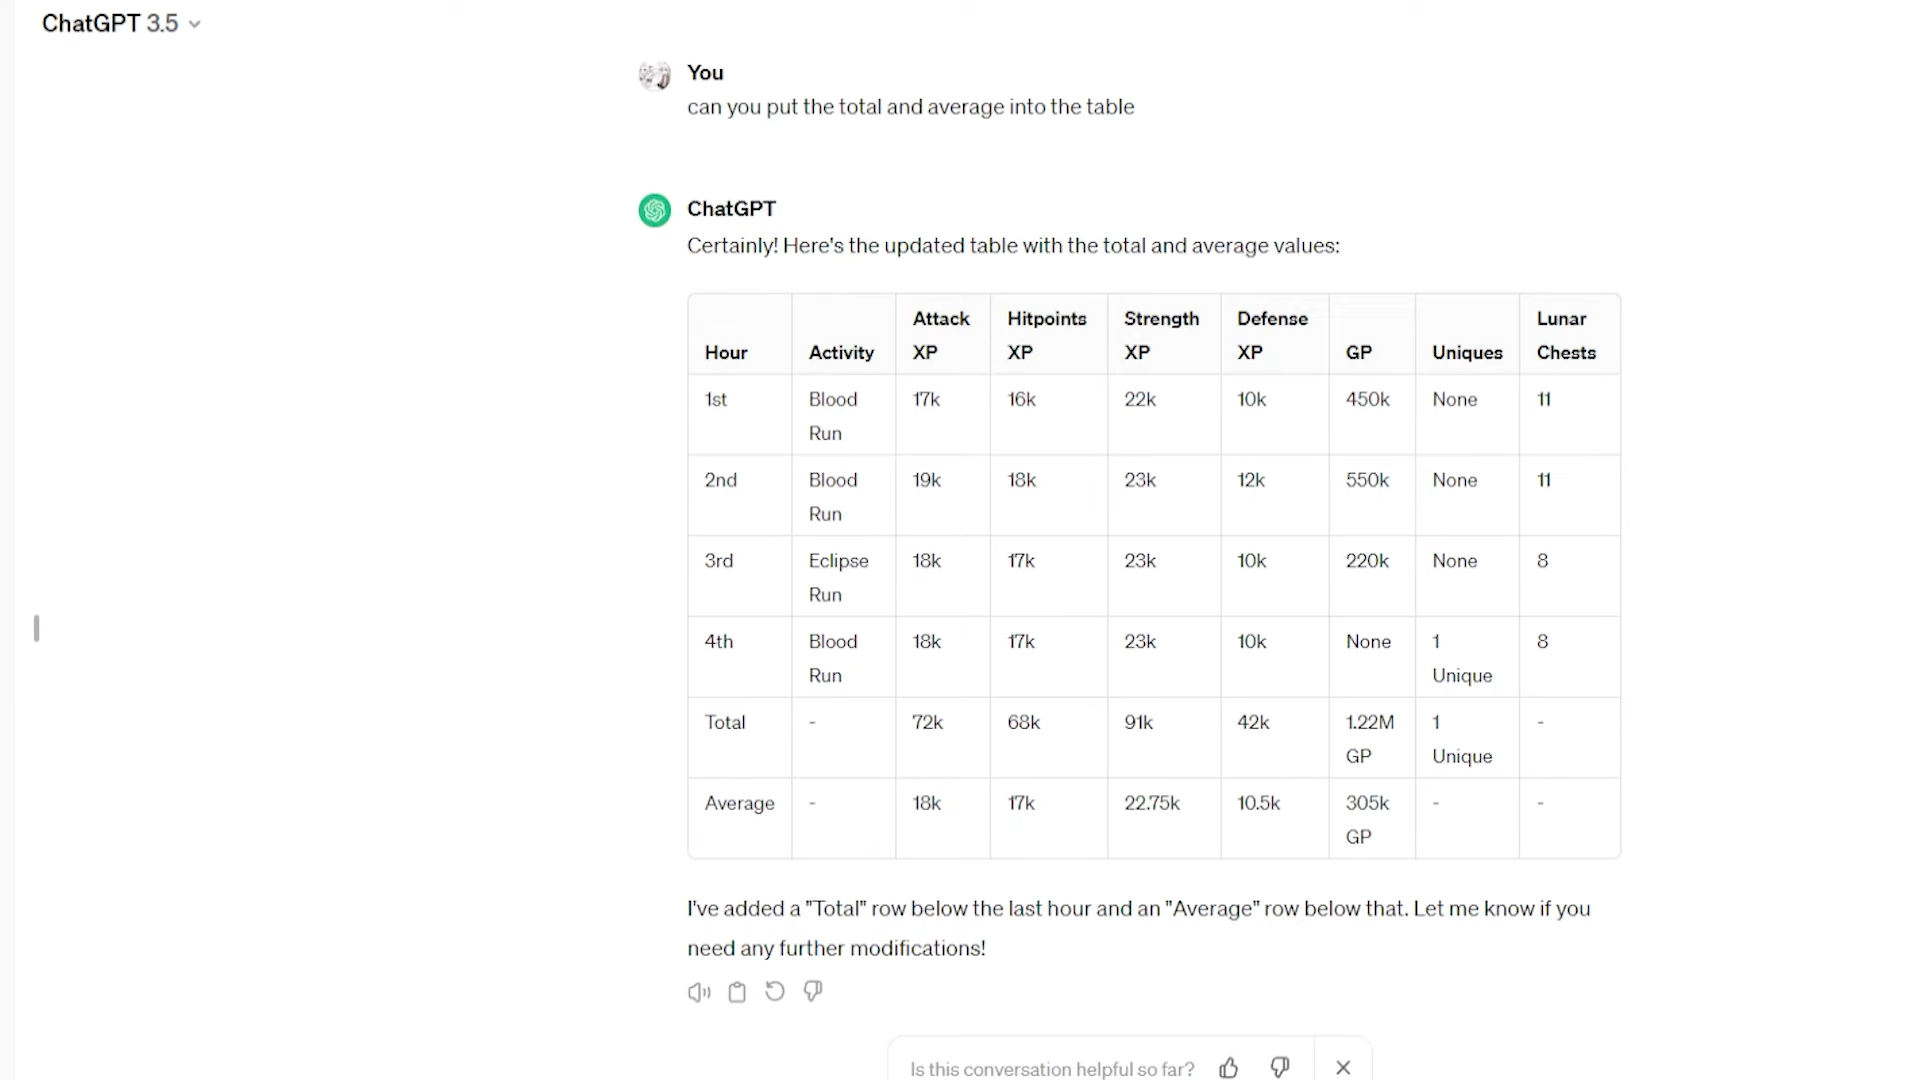 ChatGPT 3.5
You
can you put the total and average into the table
ChatGPT
Certainly! Here's the updated table with the total and average values:
Hour Activity Attack XP Hitpoints XP Strength XP Defense XP GP Uniques Lunar Chests
1st Blood Run 17k 16k 22k 10k 450k None 11
2nd Blood Run 19k 18k 23k 12k 550k None 11
3rd Eclipse Run 18k 17k 23k 10k 220k None 8
4th Blood Run 18k 17k 23k 10k None 1 Unique 8
Total - 72k 68k 91k 42k 1.22M GP 1 Unique -
Average - 18k 17k 22.75k 10.5k 305k GP - -
I've added a "Total" row below the last hour and an "Average" row below that. Let me know if you
need any further modifications!
Is this conversation helpful so far?